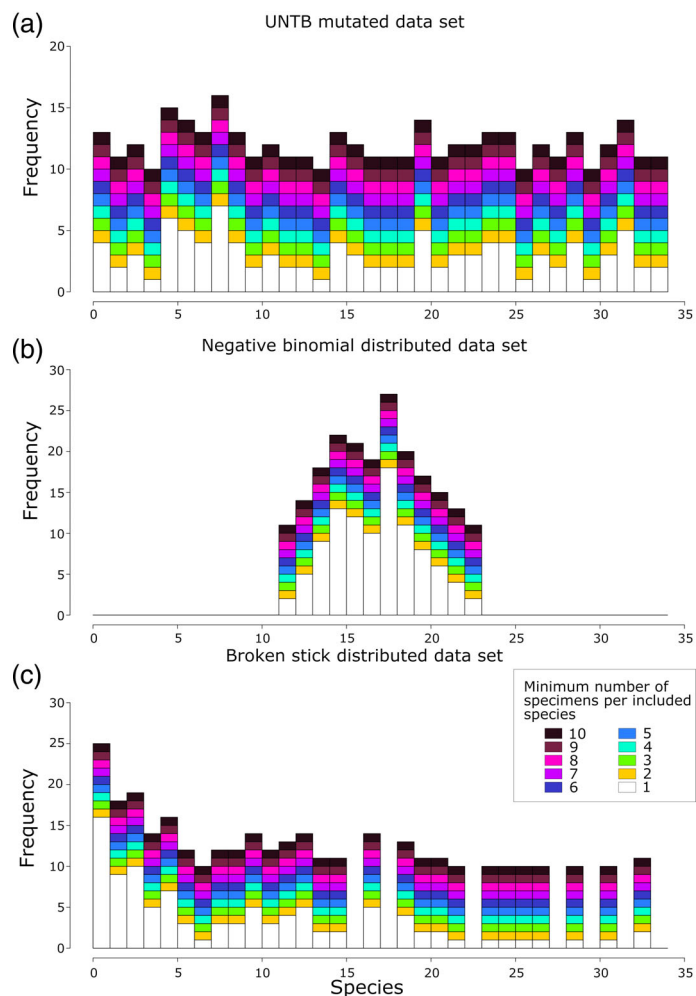 (a)
UNTB mutated data set
20
15
10
5
0
Frequency
0 5 10 15 20 25 30 35
(b)
Negative binomial distributed data set
30
25
20
15
10
5
0
Frequency
0 5 10 15 20 25 30 35
Broken stick distributed data set
(c)
30
25
20
15
10
5
0
Frequency
Minimum number of
specimens per included
species
10 5
9 4
8 3
7 2
6 1
0 5 10 15 20 25 30 35
Species